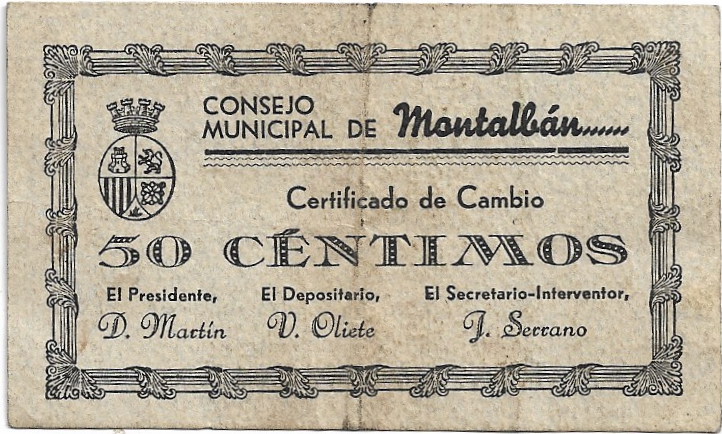 CONSEJO
MUNICIPAL DE Montalbán......
Certificado de Cambio
50 CÉNTIMOS
El Presidente, El Depositario, El Secretario-Interventor,
D. Martín V. Oliete J. Serrano